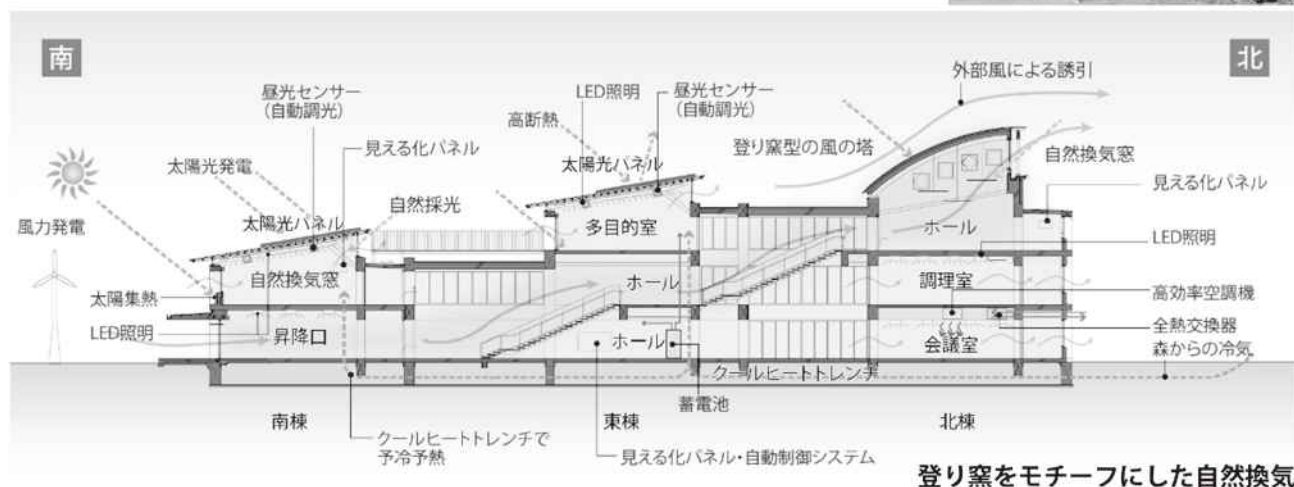 南
北
外部風による誘引
LED照明
昼光センサー
(自動調光)
昼光センサー
(自動調光)
高断熱
登り窯型の風の塔
自然換気窓
見える化パネル
太陽光パネル
太陽光発電
見える化パネル
自然採光
風力発電
太陽光パネル
多目的室
ホール
LED照明
自然換気窓
ホール
調理室
太陽集熱
高効率空調機
LED照明
昇降口
ホール
会議室
全熱交換器
森からの冷気
クールヒートトレンチ
蓄電池
南棟
東棟
北棟
クールヒートトレンチで
予冷予熱
見える化パネル・自動制御システム
登り窯をモチーフにした自然換気